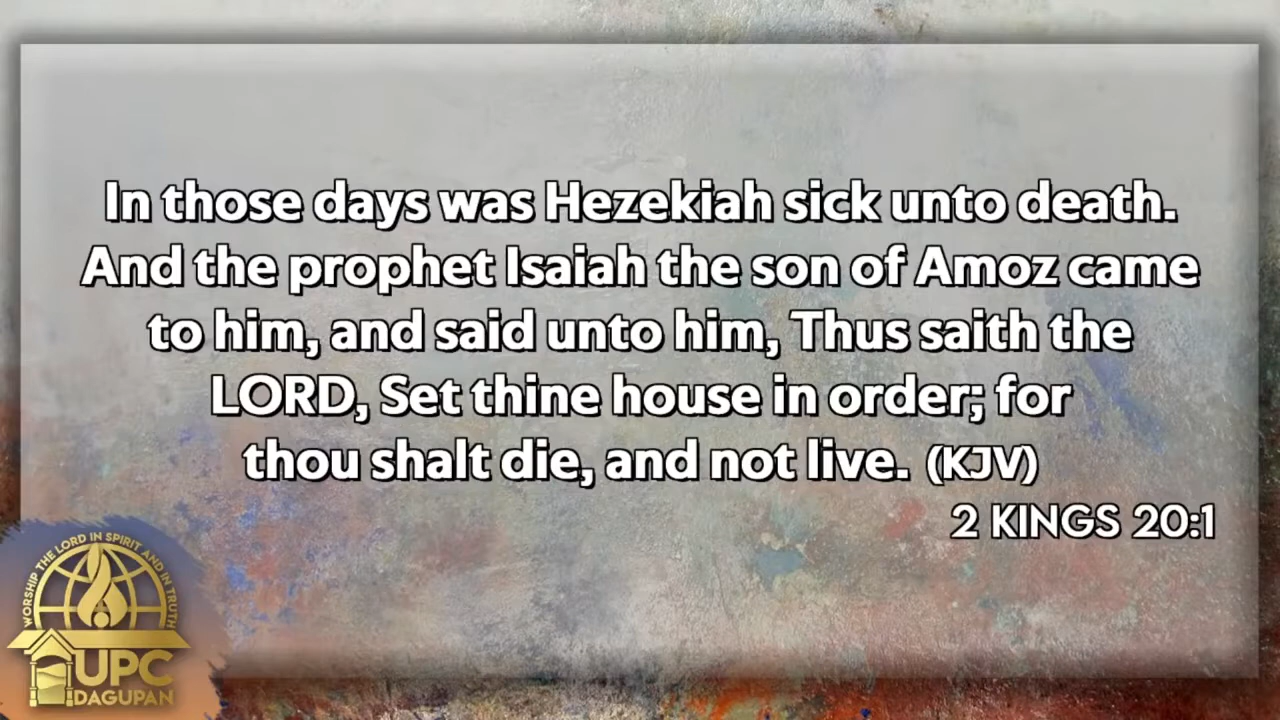 In those days was Hezekiah sick unto death.
And the prophet Isaiah the son of Amoz came
to him, and said unto him, Thus saith the
LORD, Set thine house in order; for
thou shalt die, and not live. (KJV)
2 KINGS 20:1
WORSHIP THE LORD IN SPIRIT AND IN TRUTH
UPC
DAGUPAN